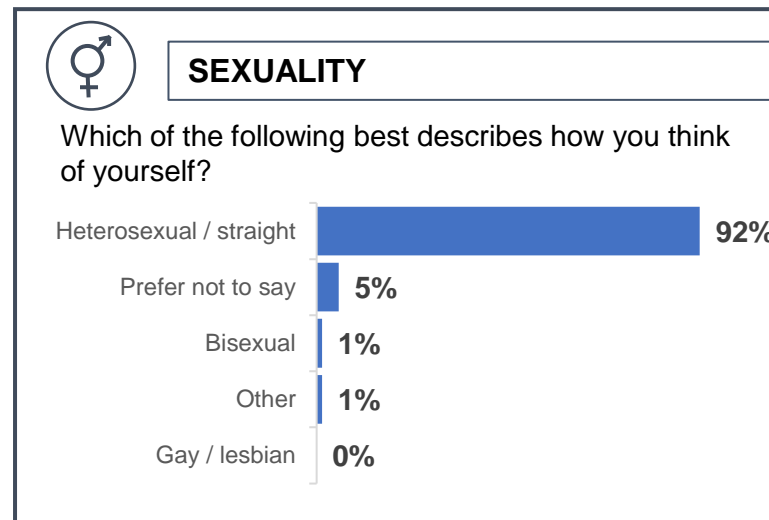 SEXUALITY
Which of the following best describes how you think
of yourself?
Heterosexual / straight 92%
Prefer not to say 5%
Bisexual 1%
Other 1%
Gay / lesbian 0%